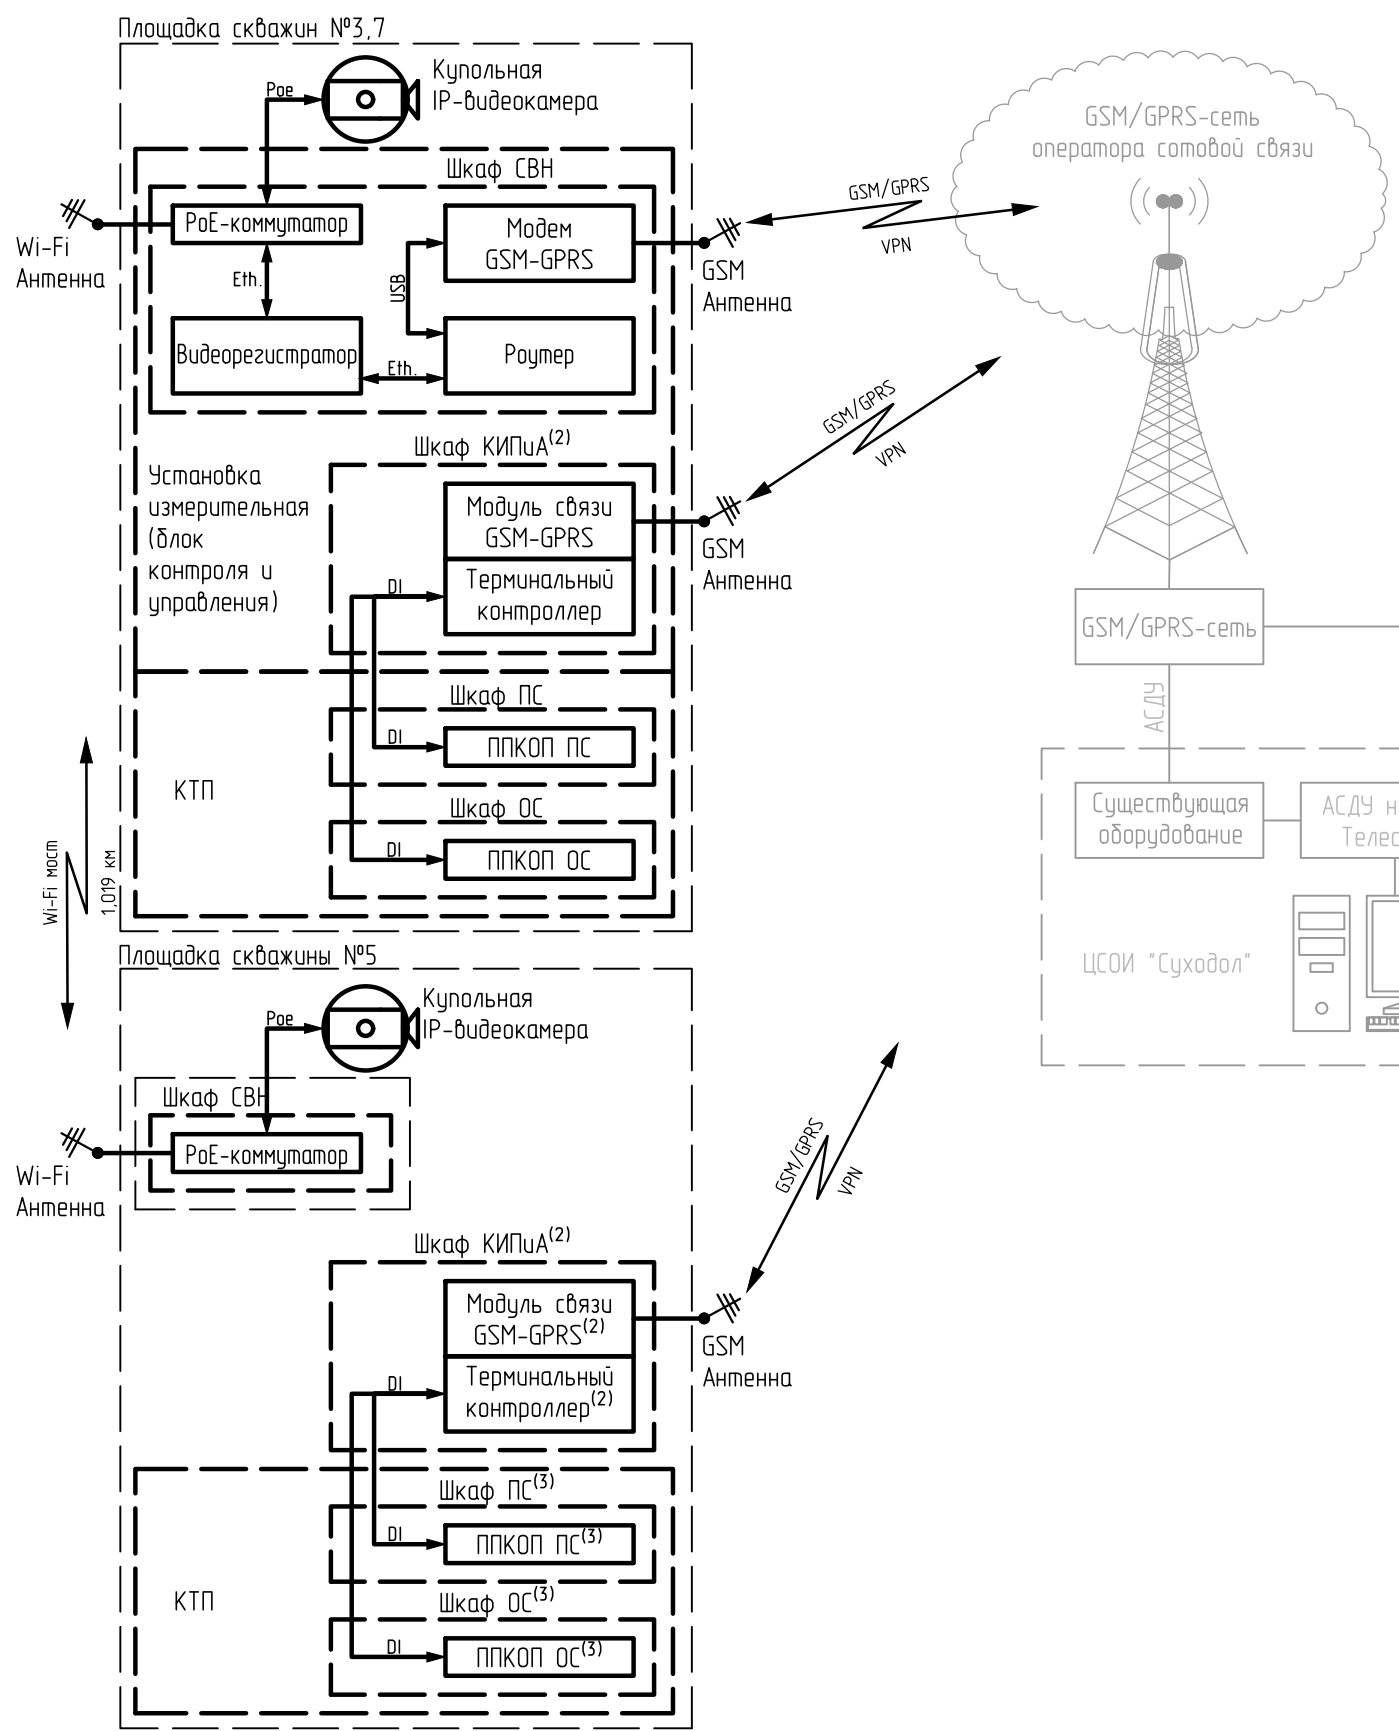 Площадка скважин №3,7
Купольная
IP-видеокамера
Poe
Шкаф СВН
PoE-коммутатор
Wi-Fi
Антенна
Модем
GSM-GPRS
GSM
Антенна
Eth.
USB
Видеорегистратор
Eth.
Роутер
GSM/GPRS
VPN
GSM/GPRS-сеть
оператора сотовой связи
GSM/GPRS
VPN
Шкаф КИПиА(2)
Установка
измерительная
(блок
контроля и
управления)
Модуль связи
GSM-GPRS
Терминальный
контроллер
GSM
Антенна
DI
GSM/GPRS-сеть
АСДУ
Шкаф ПС
DI
ППКОП ПС
КТП
Шкаф ОС
DI
ППКОП ОС
Существующая
оборудование
АСДУ н
Телес
ЦСОИ "Суходол"
Wi-Fi мост
1,019 км
Площадка скважины №5
Купольная
IP-видеокамера
Poe
Шкаф СВН
PoE-коммутатор
Wi-Fi
Антенна
GSM/GPRS
VPN
Шкаф КИПиА(2)
Модуль связи
GSM-GPRS(2)
Терминальный
контроллер(2)
GSM
Антенна
DI
Шкаф ПС(3)
DI
ППКОП ПС(3)
КТП
Шкаф ОС(3)
DI
ППКОП ОС(3)